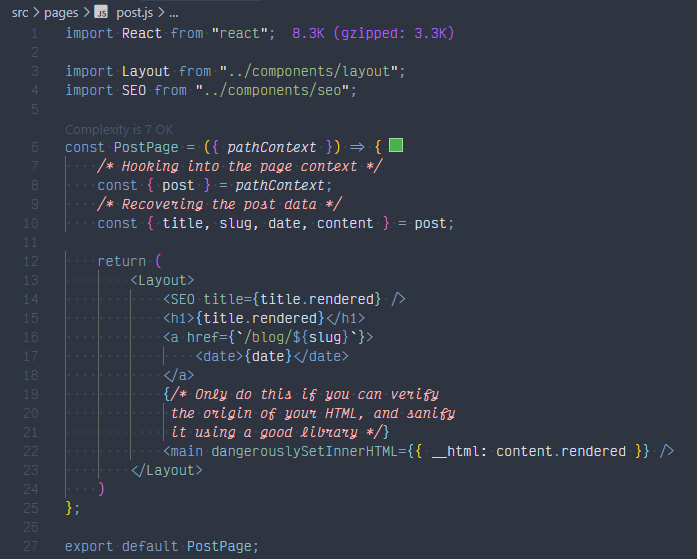 src > pages > JS post.js > ...
1 import React from "react"; 8.3K (gzipped: 3.3K)
2
3 import Layout from "../components/layout";
4 import SEO from "../components/seo";
5
Complexity is 7 OK
6 const PostPage = ({ pathContext }) => {
7 /* Hooking into the page context */
8 const { post } = pathContext;
9 /* Recovering the post data */
10 const { title, slug, date, content } = post;
11
12 return (
13 <Layout>
14 <SEO title={title.rendered} />
15 <h1>{title.rendered}</h1>
16 <a href={`/blog/${slug}`}>
17 <date>{date}</date>
18 </a>
19 {/* Only do this if you can verify
20 the origin of your HTML, and sanify
21 it using a good library */}
22 <main dangerouslySetInnerHTML={{ __html: content.rendered }} />
23 </Layout>
24 )
25 };
26
27 export default PostPage;